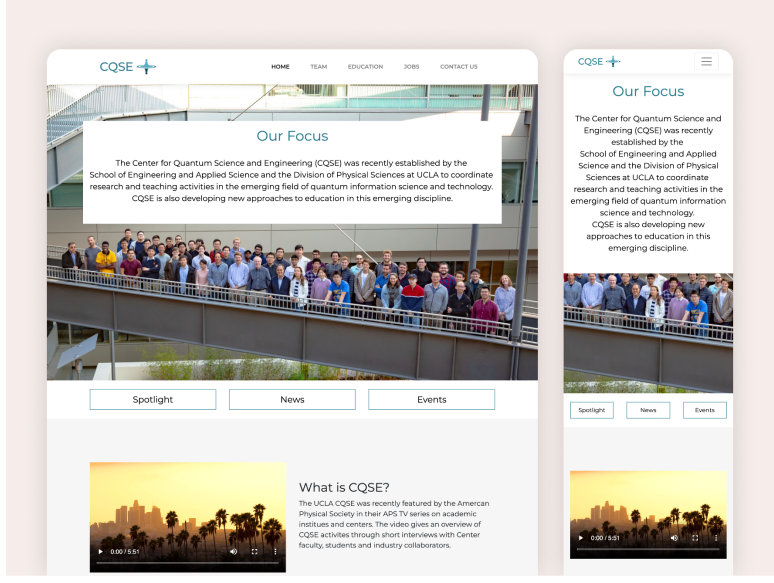 CQSE
HOME TEAM EDUCATION JOBS CONTACT US
Our Focus
The Center for Quantum Science and Engineering (CQSE) was recently established by the
School of Engineering and Applied Science and the Division of Physical Sciences at UCLA to coordinate
research and teaching activities in the emerging field of quantum information science and technology.
CQSE is also developing new approaches to education in this emerging discipline.
Spotlight News Events
0:00 / 5:51
What is CQSE?
The UCLA CQSE was recently featured by the Amercan
Physical Society in their APS TV series on academic
institues and centers. The video gives an overview of
CQSE activites through short interviews with Center
faculty, students and industry collaborators.
CQSE
Our Focus
The Center for Quantum Science and
Engineering (CQSE) was recently
established by the
School of Engineering and Applied
Science and the Division of Physical
Sciences at UCLA to coordinate
research and teaching activities in the
emerging field of quantum information
science and technology.
CQSE is also developing new
approaches to education in this
emerging discipline.
Spotlight News Events
0:00 / 5:51